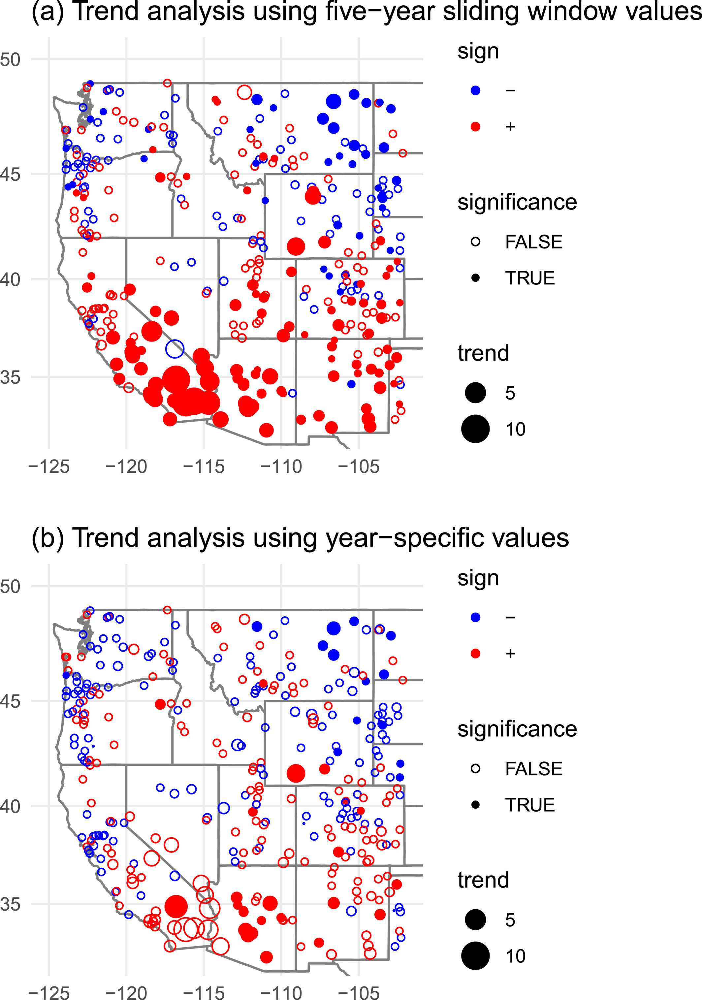 (a) Trend analysis using five−year sliding window values
50
45
40
35
−125
−120
−115
−110
−105
sign
−
+
significance
FALSE
TRUE
trend
5
10
(b) Trend analysis using year−specific values
50
45
40
35
−125
−120
−115
−110
−105
sign
−
+
significance
FALSE
TRUE
trend
5
10